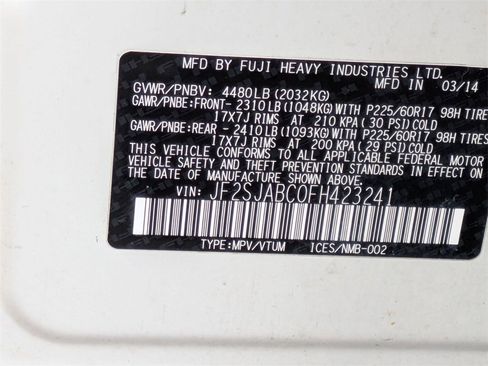 MFD BY FUJI HEAVY INDUSTRIES LTD.
MFD IN 03/14
GVWR/PNBV: 4480LB(2032KG)
GAWR/PNBE:FRONT- 2310LB(1048KG)WITH P225/60R17 98H TIRES
17X7J RIMS AT 210 KPA(30 PSI)COLD
GAWR/PNBE:REAR - 2410LB(1093KG)WITH P225/60R17 98H TIRES
17X7J RIMS AT 200 KPA(29 PSI)COLD
THIS VEHICLE CONFORMS TO ALL APPLICABLE FEDERAL MOTOR
VEHICLE SAFETY AND THEFT PREVENTION STANDARDS IN EFFECT ON
THE DATE OF MANUFACTURE SHOWN ABOVE.
VIN: JF2SJABC0FH423241
TYPE:MPV/VTUM ICES/NMB-002